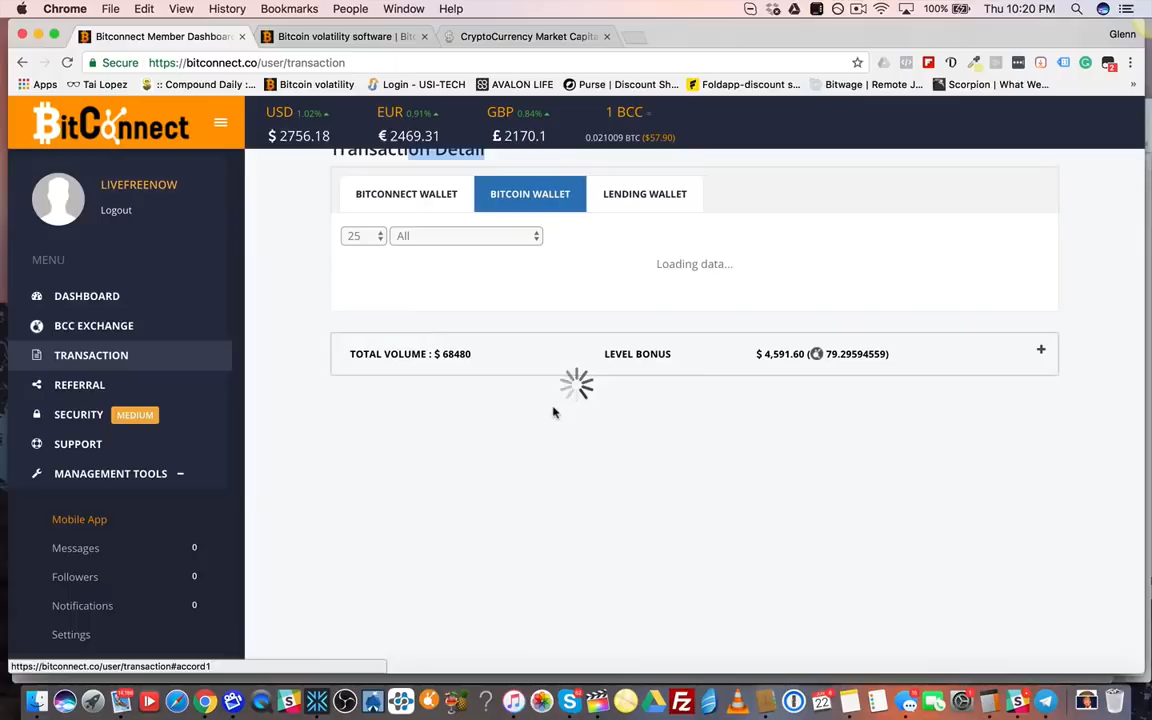 Chrome File Edit View History Bookmarks People Window Help 100% Thu 10:20 PM
Bitconnect Member Dashboar × Bitcoin volatility software | Bitc × CryptoCurrency Market Capita × Glenn
Secure https://bitconnect.co/user/transaction
Apps Tai Lopez :: Compound Daily :... Bitcoin volatility Login - USI-TECH AVALON LIFE Purse | Discount Sh... Foldapp-discount s... Bitwage | Remote J... Scorpion | What We... »
BitConnect
USD 1.02% EUR 0.91% GBP 0.84% 1 BCC =
$ 2756.18 € 2469.31 £ 2170.1 0.021009 BTC ($57.90)
Transaction Detail
LIVEFREENOW
Logout
BITCONNECT WALLET BITCOIN WALLET LENDING WALLET
25 All
MENU
Loading data...
DASHBOARD
BCC EXCHANGE
TRANSACTION
TOTAL VOLUME : $ 68480 LEVEL BONUS $ 4,591.60 ( 79.29594559) +
REFERRAL
SECURITY MEDIUM
SUPPORT
MANAGEMENT TOOLS −
Mobile App
Messages 0
Followers 0
Notifications 0
Settings
https://bitconnect.co/user/transaction#accord1